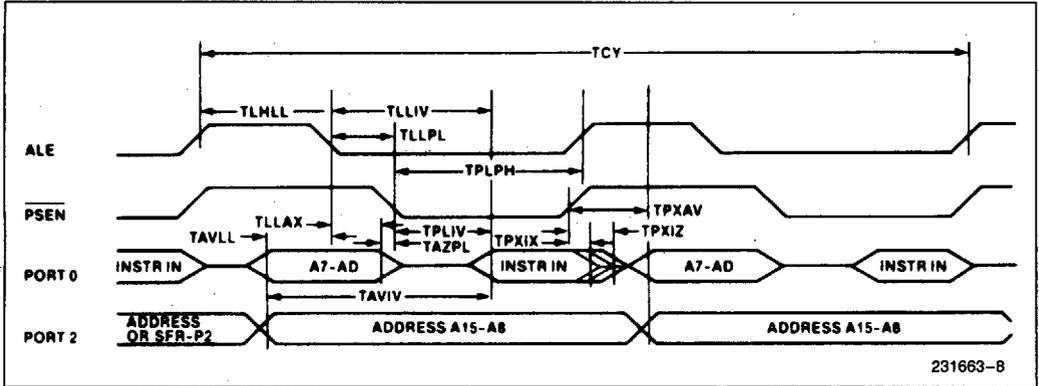 TCY
TLHLL
TLLIV
TLLPL
ALE
TPLPH
PSEN
TLLAX
TPLIV
TPXAV
TAVLL
TAZPL
TPXIX
TPXIZ
PORT 0
INSTR IN
A7-AD
INSTR IN
A7-AD
INSTR IN
TAVIV
PORT 2
ADDRESS
OR SFR-P2
ADDRESS A15-A8
ADDRESS A15-A8
231663-8